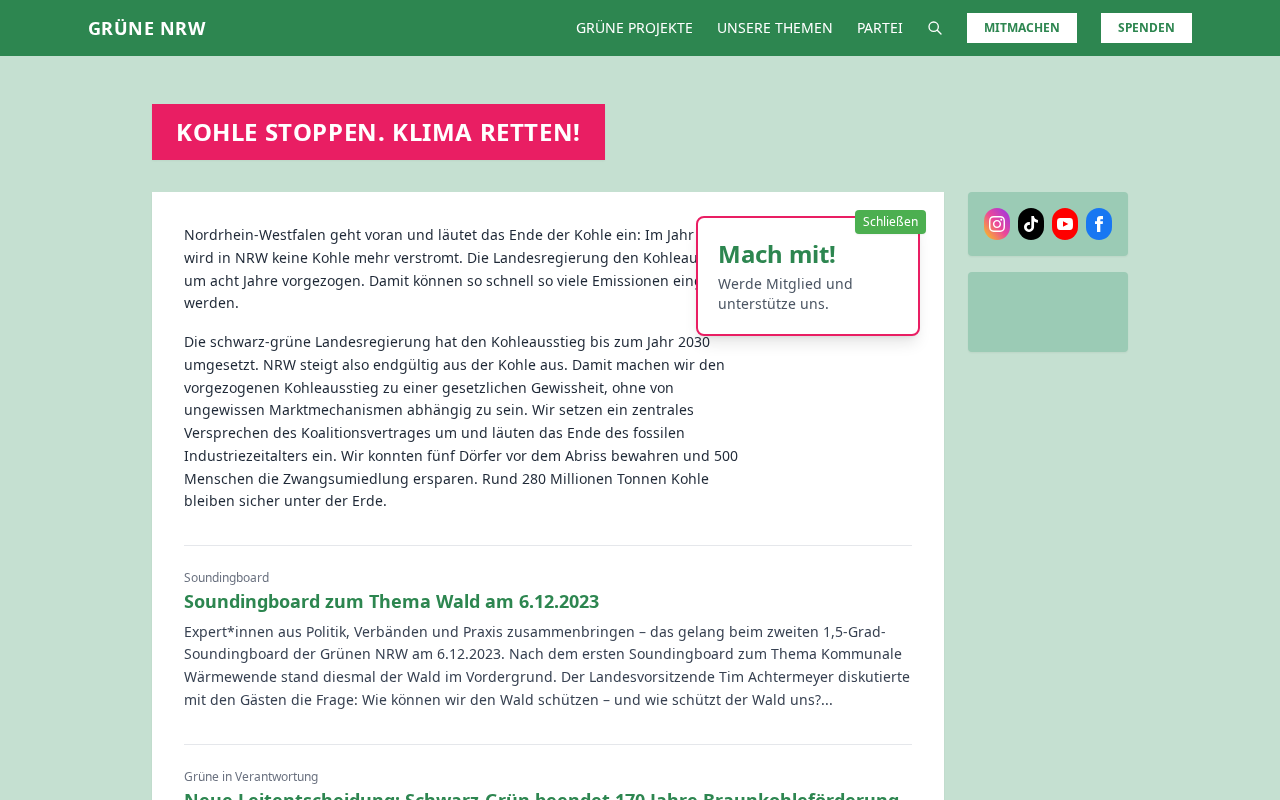 GRÜNE NRW
GRÜNE PROJEKTE UNSERE THEMEN PARTEI MITMACHEN SPENDEN
KOHLE STOPPEN. KLIMA RETTEN!
Nordrhein-Westfalen geht voran und läutet das Ende der Kohle ein: Im Jahr
wird in NRW keine Kohle mehr verstromt. Die Landesregierung den
um acht Jahre vorgezogen. Damit können so schnell so viele Emissionen
werden.
Schließen
Mach mit!
Werde Mitglied und
unterstütze uns.
Die schwarz-grüne Landesregierung hat den Kohleausstieg bis zum Jahr 2030
umgesetzt. NRW steigt also endgültig aus der Kohle aus. Damit machen wir den
vorgezogenen Kohleausstieg zu einer gesetzlichen Gewissheit, ohne von
ungewissen Marktmechanismen abhängig zu sein. Wir setzen ein zentrales
Versprechen des Koalitionsvertrages um und läuten das Ende des fossilen
Industriezeitalters ein. Wir konnten fünf Dörfer vor dem Abriss bewahren und 500
Menschen die Zwangsumiedlung ersparen. Rund 280 Millionen Tonnen Kohle
bleiben sicher unter der Erde.
Soundingboard
Soundingboard zum Thema Wald am 6.12.2023
Expert*innen aus Politik, Verbänden und Praxis zusammenbringen – das gelang beim zweiten 1,5-Grad-
Soundingboard der Grünen NRW am 6.12.2023. Nach dem ersten Soundingboard zum Thema Kommunale
Wärmewende stand diesmal der Wald im Vordergrund. Der Landesvorsitzende Tim Achtermeyer diskutierte
mit den Gästen die Frage: Wie können wir den Wald schützen – und wie schützt der Wald uns?...
Grüne in Verantwortung
Neue Leitentscheidung: Schwarz-Grün beendet 170 Jahre Braunkohleförderung